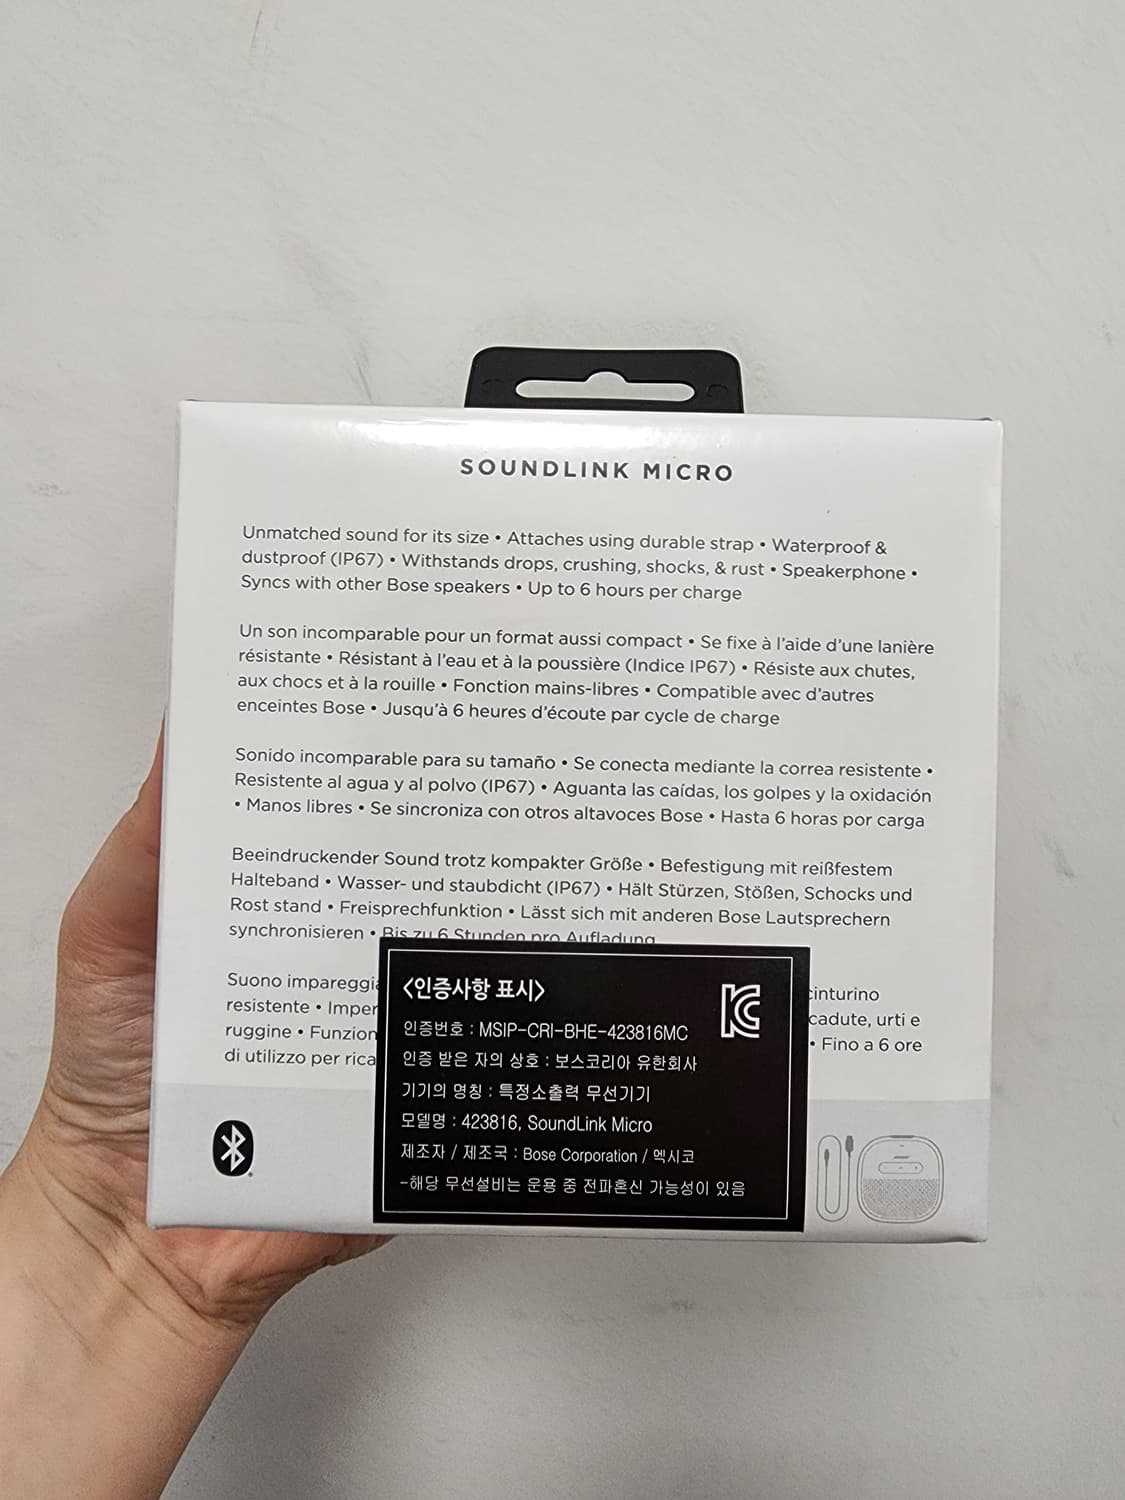 SOUNDLINK MICRO
Unmatched sound for its size • Attaches using durable strap • Waterproof &
dustproof (IP67) • Withstands drops, crushing, shocks, & rust • Speakerphone •
Syncs with other Bose speakers • Up to 6 hours per charge
Un son incomparable pour un format aussi compact • Se fixe à l'aide d'une lanière
résistante • Résistant à l'eau et à la poussière (Indice IP67) • Résiste aux chutes,
aux chocs et à la rouille • Fonction mains-libres • Compatible avec d'autres
enceintes Bose • Jusqu'à 6 heures d'écoute par cycle de charge
Sonido incomparable para su tamaño • Se conecta mediante la correa resistente •
Resistente al agua y al polvo (IP67) • Aguanta las caídas, los golpes y la oxidación
• Manos libres • Se sincroniza con otros altavoces Bose • Hasta 6 horas por carga
Beeindruckender Sound trotz kompakter Größe • Befestigung mit reißfestem
Halteband • Wasser- und staubdicht (IP67) • Hält Stürzen, Stößen, Schocks und
Rost stand • Freisprechfunktion • Lässt sich mit anderen Bose Lautsprechern
synchronisieren • Bis zu 6 Stunden pro Aufladung
Suono impareggia cinturino
resistente • Imper cadute, urti e
ruggine • Funzion • Fino a 6 ore
di utilizzo per rica
<인증사항 표시>
인증번호 : MSIP-CRI-BHE-423816MC
인증 받은 자의 상호 : 보스코리아 유한회사
기기의 명칭 : 특정소출력 무선기기
모델명 : 423816, SoundLink Micro
제조자 / 제조국 : Bose Corporation / 멕시코
-해당 무선설비는 운용 중 전파혼신 가능성이 있음